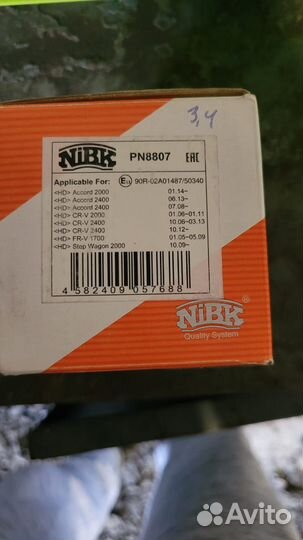 3,4
NiBK PN8807 EAC
Applicable For: E11 90R-02A01487/50340
<HD> Accord 2000 01.14~
<HD> Accord 2400 06.13~
<HD> Accord 2400 07.08~
<HD> CR-V 2000 01.06~01.11
<HD> CR-V 2400 10.06~03.13
<HD> CR-V 2400 10.12~
<HD> FR-V 1700 01.05~05.09
<HD> Step Wagon 2000 10.09~
4 582409 057688
NiBK
®
Quality System
Avito